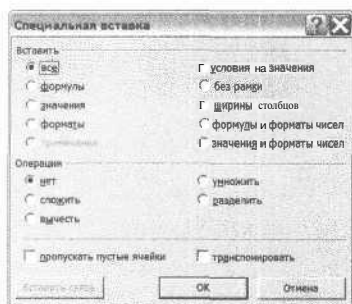 Специальная вставка
Вставить
все
Г условия на значения
формулы
без рамки
значения
Г ширины столбцов
форматы
формулы и форматы чисел
примечания
Г значения и форматы чисел
Операция
нет
умножить
сложить
разделить
вычесть
пропускать пустые ячейки
транспонировать
Вставить связь
ОК
Отмена